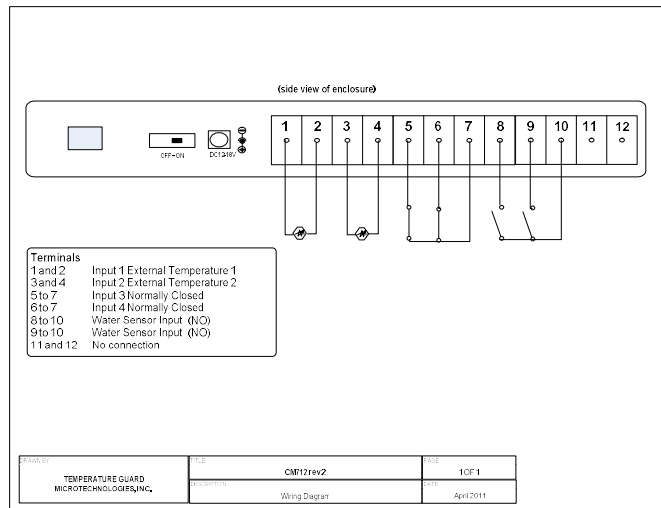 (side view of enclosure)
1 2 3 4 5 6 7 8 9 10 11 12
OFF-ON
DC12-18V
Terminals
1 and 2 Input 1 External Temperature 1
3 and 4 Input 2 External Temperature 2
5 to 7 Input 3 Normally Closed
6 to 7 Input 4 Normally Closed
8 to 10 Water Sensor Input (NO)
9 to 10 Water Sensor Input (NO)
11 and 12 No connection
DRAWN BY
TEMPERATURE GUARD
MICROTECHNOLOGIES, INC.
TITLE
CM712 rev2
PAGE
1 OF 1
DESCRIPTION
Wiring Diagram
DATE
April 2011